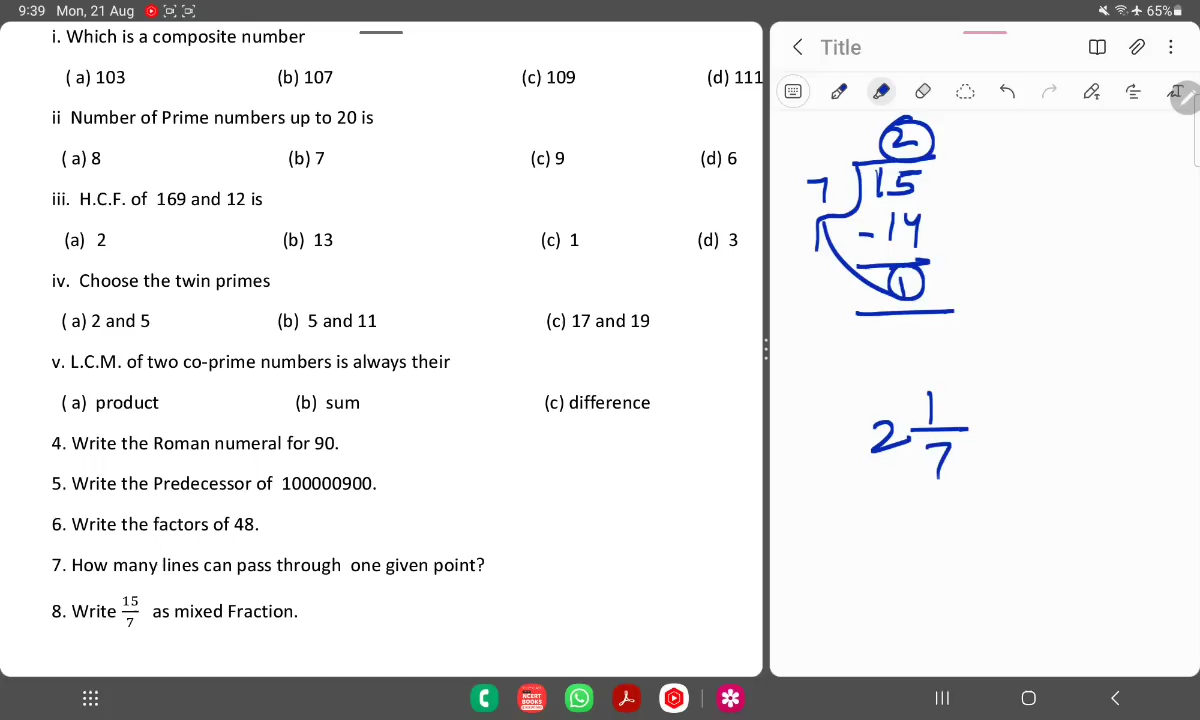 9:39 Mon, 21 Aug 65%
i. Which is a composite number
( a) 103 (b) 107 (c) 109 (d) 111
ii Number of Prime numbers up to 20 is
( a) 8 (b) 7 (c) 9 (d) 6
iii. H.C.F. of 169 and 12 is
(a) 2 (b) 13 (c) 1 (d) 3
iv. Choose the twin primes
( a) 2 and 5 (b) 5 and 11 (c) 17 and 19
v. L.C.M. of two co-prime numbers is always their
( a) product (b) sum (c) difference
4. Write the Roman numeral for 90.
5. Write the Predecessor of 100000900.
6. Write the factors of 48.
7. How many lines can pass through one given point?
8. Write 15/7 as mixed Fraction.
Title
2
7 15
-14
1
2 1/7
NCERT
BOOKS